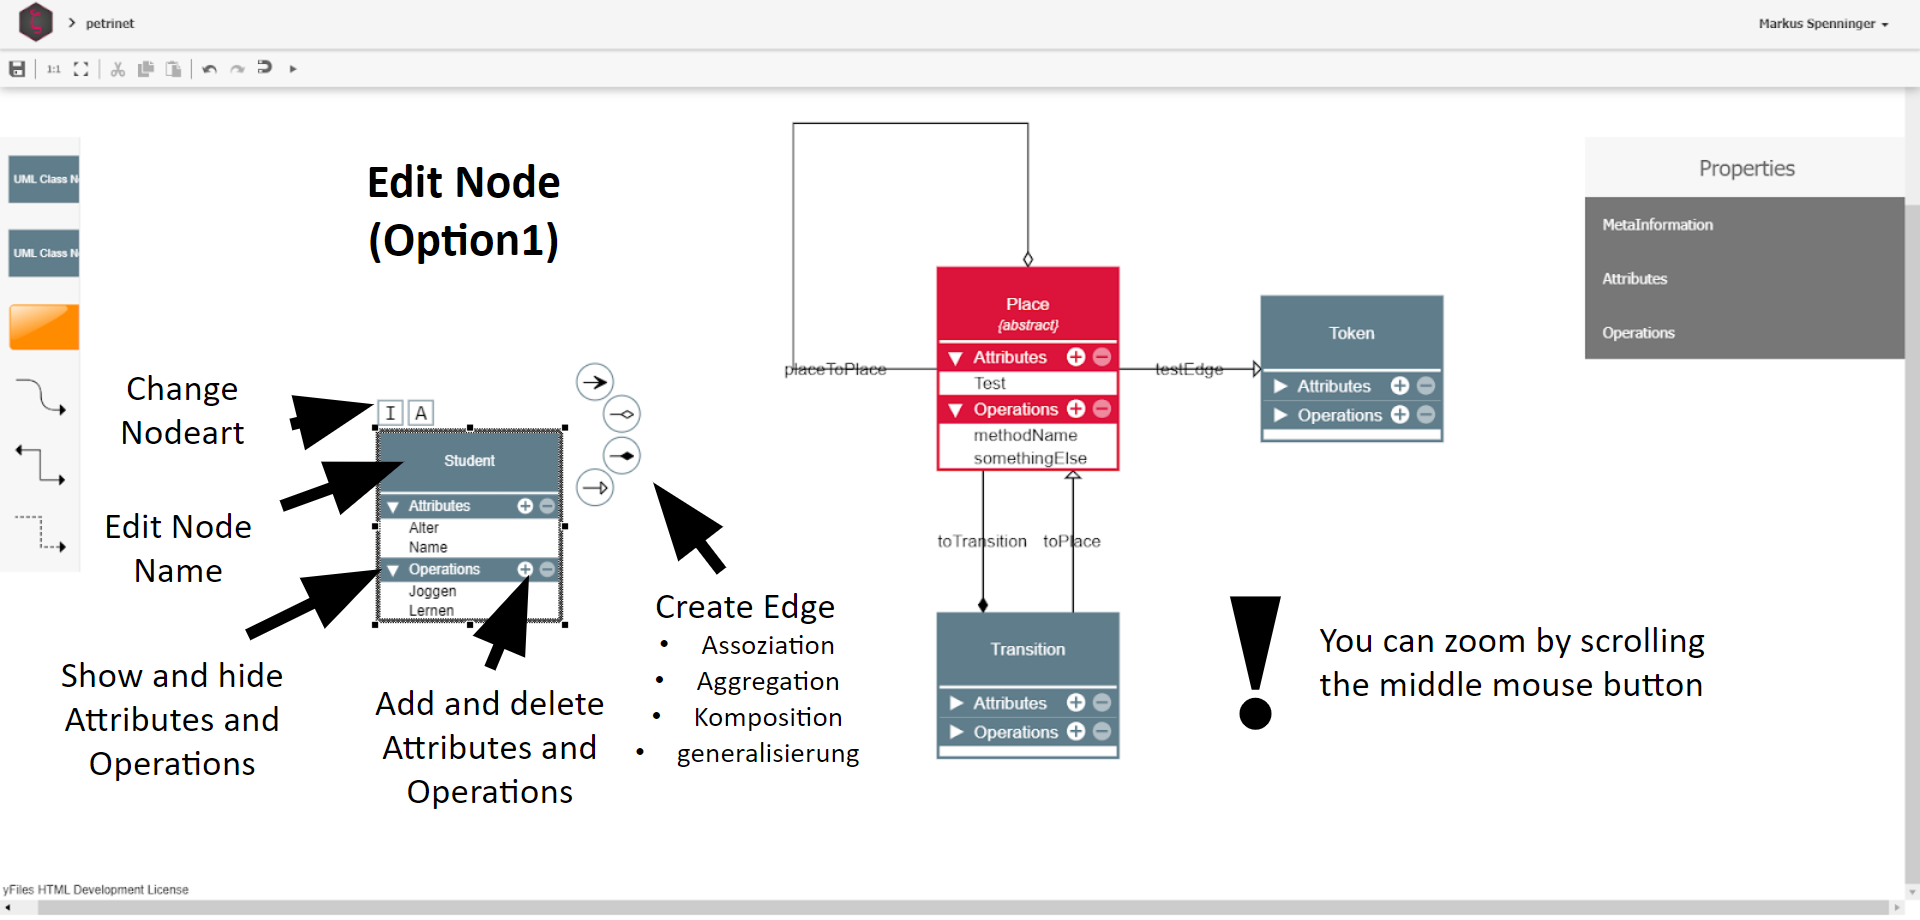 petrinet
Markus Spenninger
1:1
UML Class N
UML Class N
Edit Node
(Option1)
Properties
MetaInformation
Attributes
Operations
Place
{abstract}
Attributes
Test
Operations
methodName
somethingElse
placeToPlace
testEdge
Token
Attributes
Operations
Change
Nodeart
I A
Student
Attributes
Alter
Name
Operations
Joggen
Lernen
Edit Node
Name
Show and hide
Attributes and
Operations
Add and delete
Attributes and
Operations
Create Edge
• Assoziation
• Aggregation
• Komposition
• generalisierung
toTransition
toPlace
Transition
Attributes
Operations
You can zoom by scrolling
the middle mouse button
yFiles HTML Development License